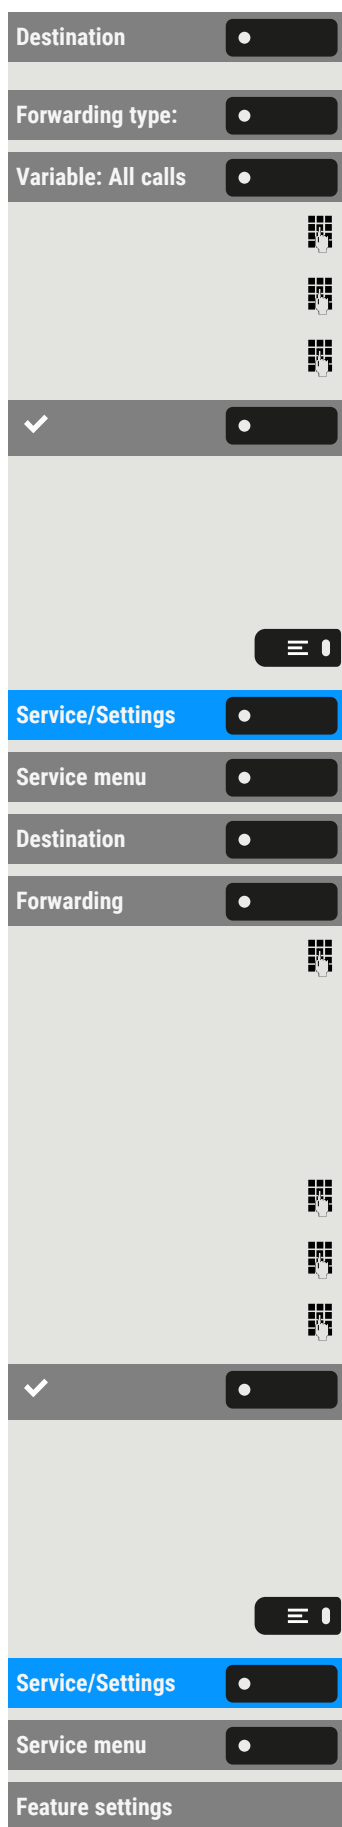 Destination
Forwarding type:
Variable: All calls
Service/Settings
Service menu
Destination
Forwarding
Service/Settings
Service menu
Feature settings